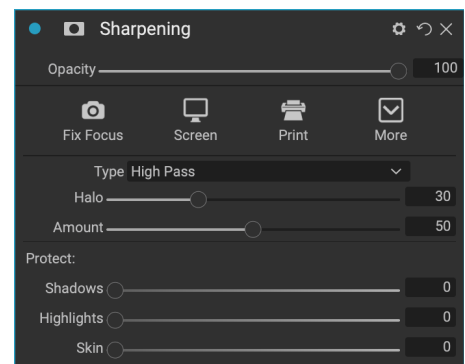 Sharpening
Opacity 100
Fix Focus Screen Print More
Type High Pass
Halo 30
Amount 50
Protect:
Shadows 0
Highlights 0
Skin 0